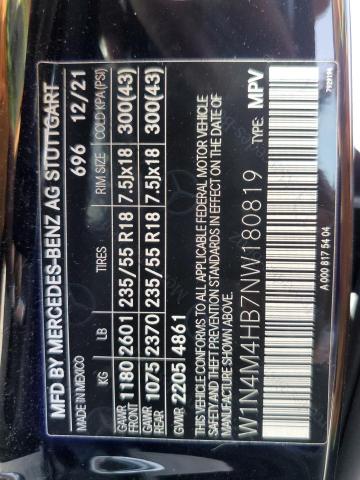 MFD BY MERCEDES-BENZ AG STUTTGART
MADE IN MEXICO 696 12/21
KG LB TIRES RIM SIZE COLD KPA (PSI)
GAWR FRONT 1180 2601 235/55 R18 7.5Jx18 300(43)
GAWR REAR 1075 2370 235/55 R18 7.5Jx18 300(43)
GVWR 2205 4861
THIS VEHICLE CONFORMS TO ALL APPLICABLE FEDERAL MOTOR VEHICLE
SAFETY AND THEFT PREVENTION STANDARDS IN EFFECT ON THE DATE OF
MANUFACTURE SHOWN ABOVE.
W1N4M4HB7NW180819 TYPE: MPV
A 000 817 54 04